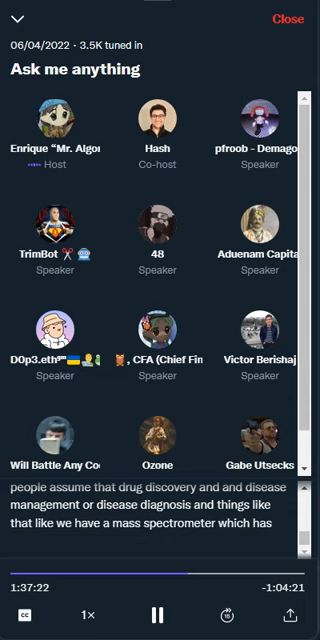 Close
06/04/2022 · 3.5K tuned in
Ask me anything
Enrique “Mr. Algor
Host
Hash
Co-host
pfroob - Demago
Speaker
TrimBot
Speaker
48
Speaker
Aduenam Capita
Speaker
D0p3.eth
Speaker
, CFA (Chief Fin
Speaker
Victor Berishaj
Speaker
Will Battle Any Co
Ozone
Gabe Utsecks
people assume that drug discovery and and disease
management or disease diagnosis and things like
that like we have a mass spectrometer which has
1:37:22
-1:04:21
CC
1×
15